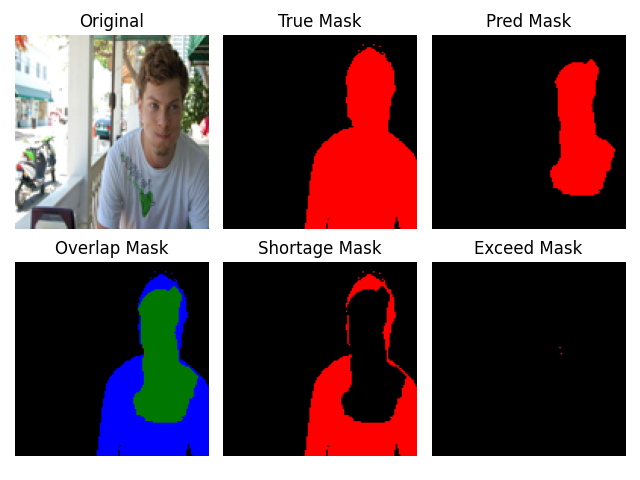 Original
True Mask
Pred Mask
Overlap Mask
Shortage Mask
Exceed Mask